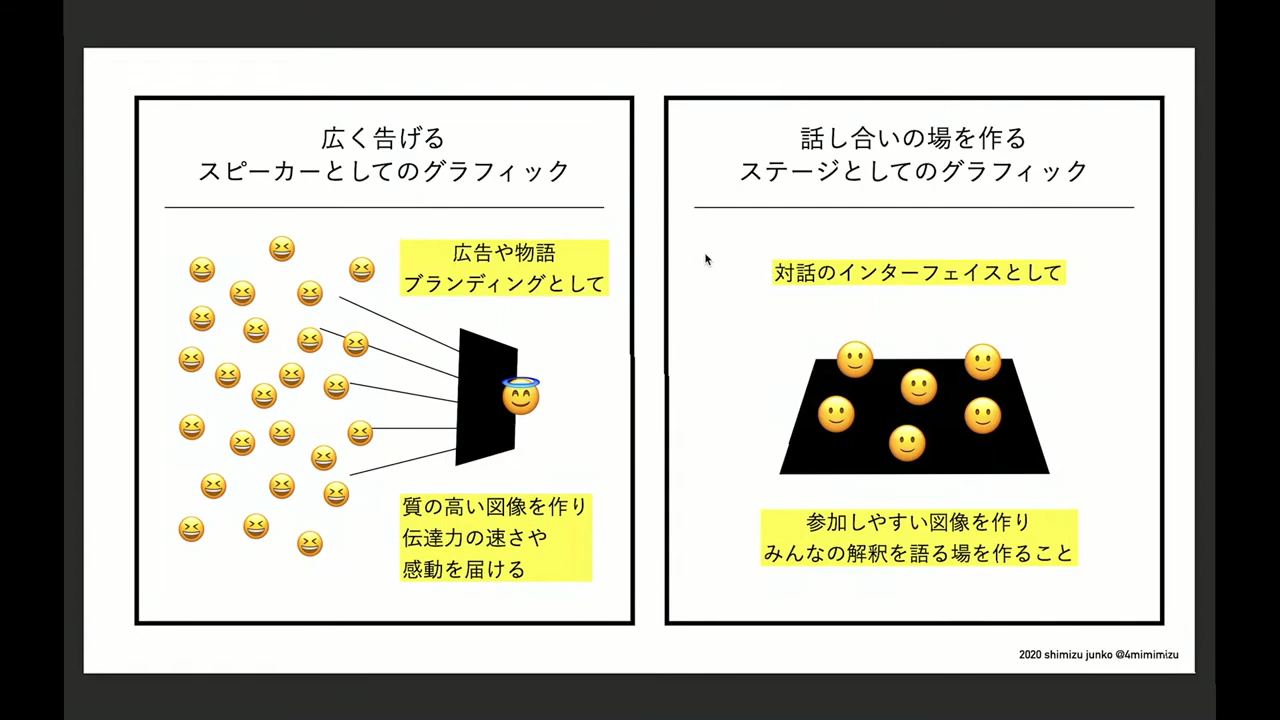 広く告げる
スピーカーとしてのグラフィック
広告や物語
ブランディングとして
質の高い図像を作り
伝達力の速さや
感動を届ける
話し合いの場を作る
ステージとしてのグラフィック
対話のインターフェイスとして
参加しやすい図像を作り
みんなの解釈を語る場を作ること
2020 shimizu junko @4mimimizu